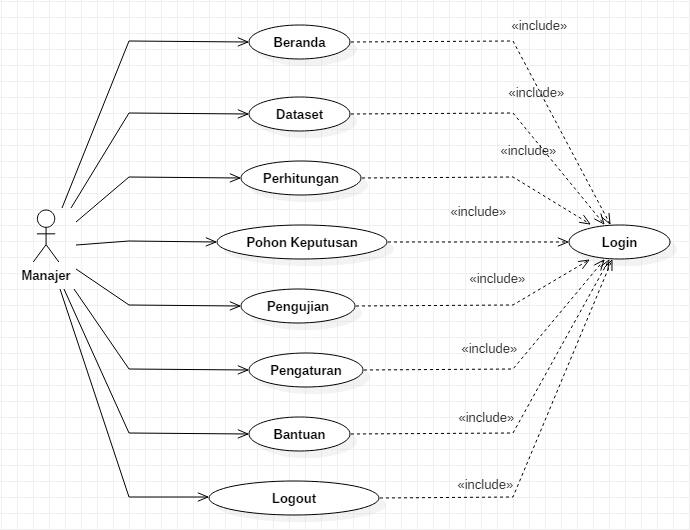 «include»
Beranda
«include»
Dataset
«include»
Perhitungan
«include»
Pohon Keputusan
Login
Manajer
«include»
Pengujian
«include»
Pengaturan
«include»
Bantuan
«include»
Logout